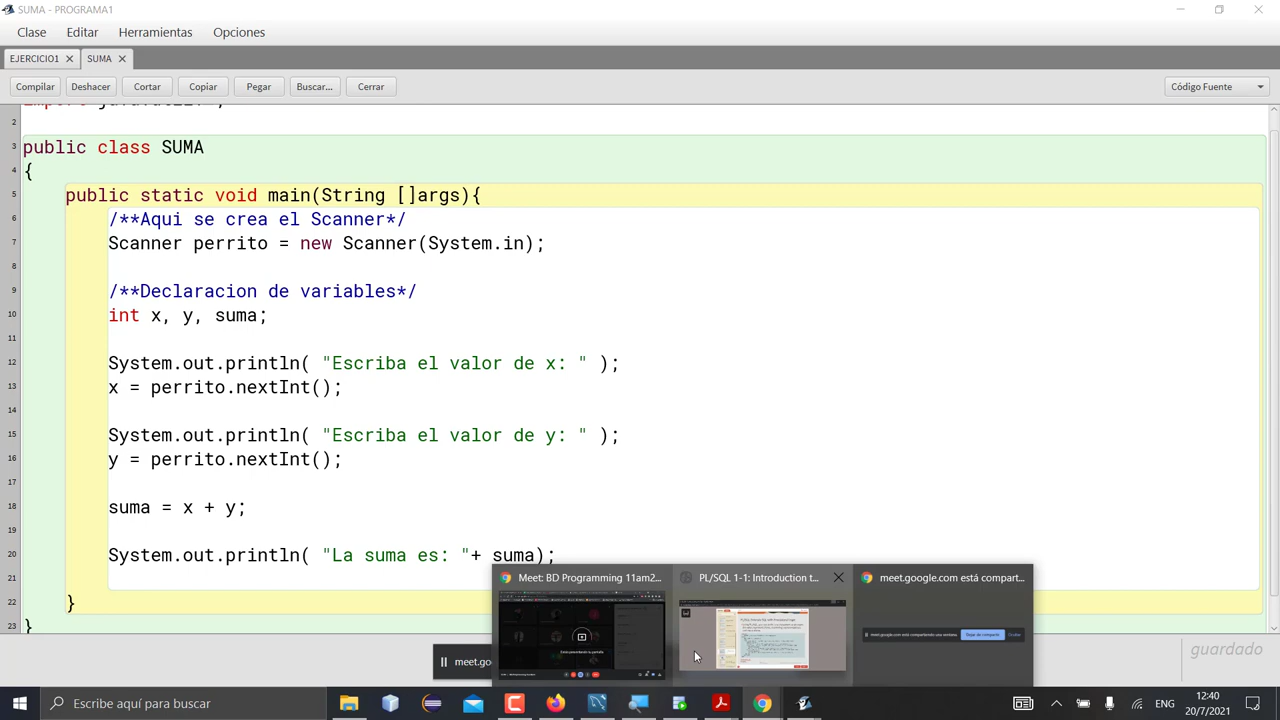 SUMA - PROGRAMA1
Clase Editar Herramientas Opciones
EJERCICIO1 SUMA
Compilar Deshacer Cortar Copiar Pegar Buscar... Cerrar Código Fuente
2
3 public class SUMA
4 {
5 public static void main(String []args){
6 /**Aqui se crea el Scanner*/
7 Scanner perrito = new Scanner(System.in);
8
9 /**Declaracion de variables*/
10 int x, y, suma;
11
12 System.out.println( "Escriba el valor de x: " );
13 x = perrito.nextInt();
14
15 System.out.println( "Escriba el valor de y: " );
16 y = perrito.nextInt();
17
18 suma = x + y;
19
20 System.out.println( "La suma es: "+ suma);
21
}
Meet: BD Programming 11am2... PL/SQL 1-1: Introduction t... meet.google.com está compart...
meet.goo
guardado
Escribe aquí para buscar
ENG
12:40
20/7/2021